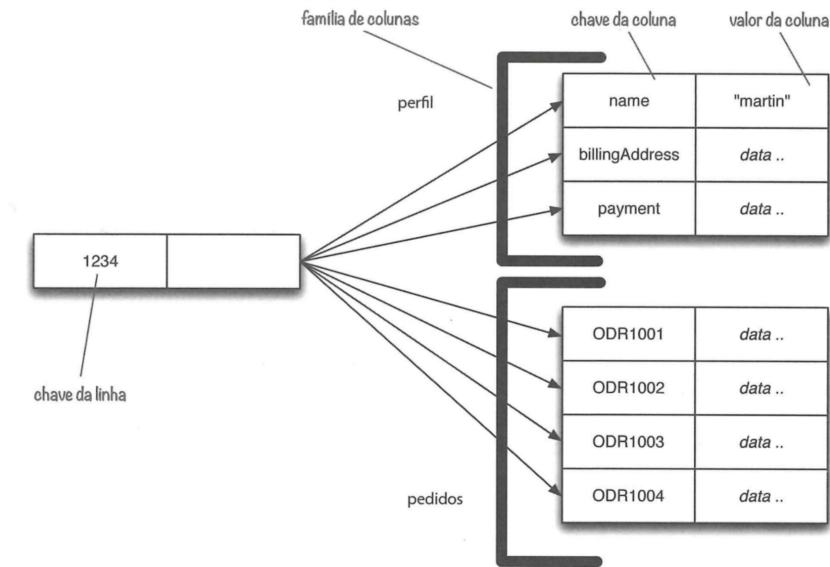 família de colunas
chave da coluna
valor da coluna
perfil
name
"martin"
billingAddress
data ..
payment
data ..
1234
chave da linha
ODR1001
data ..
ODR1002
data ..
ODR1003
data ..
ODR1004
data ..
pedidos